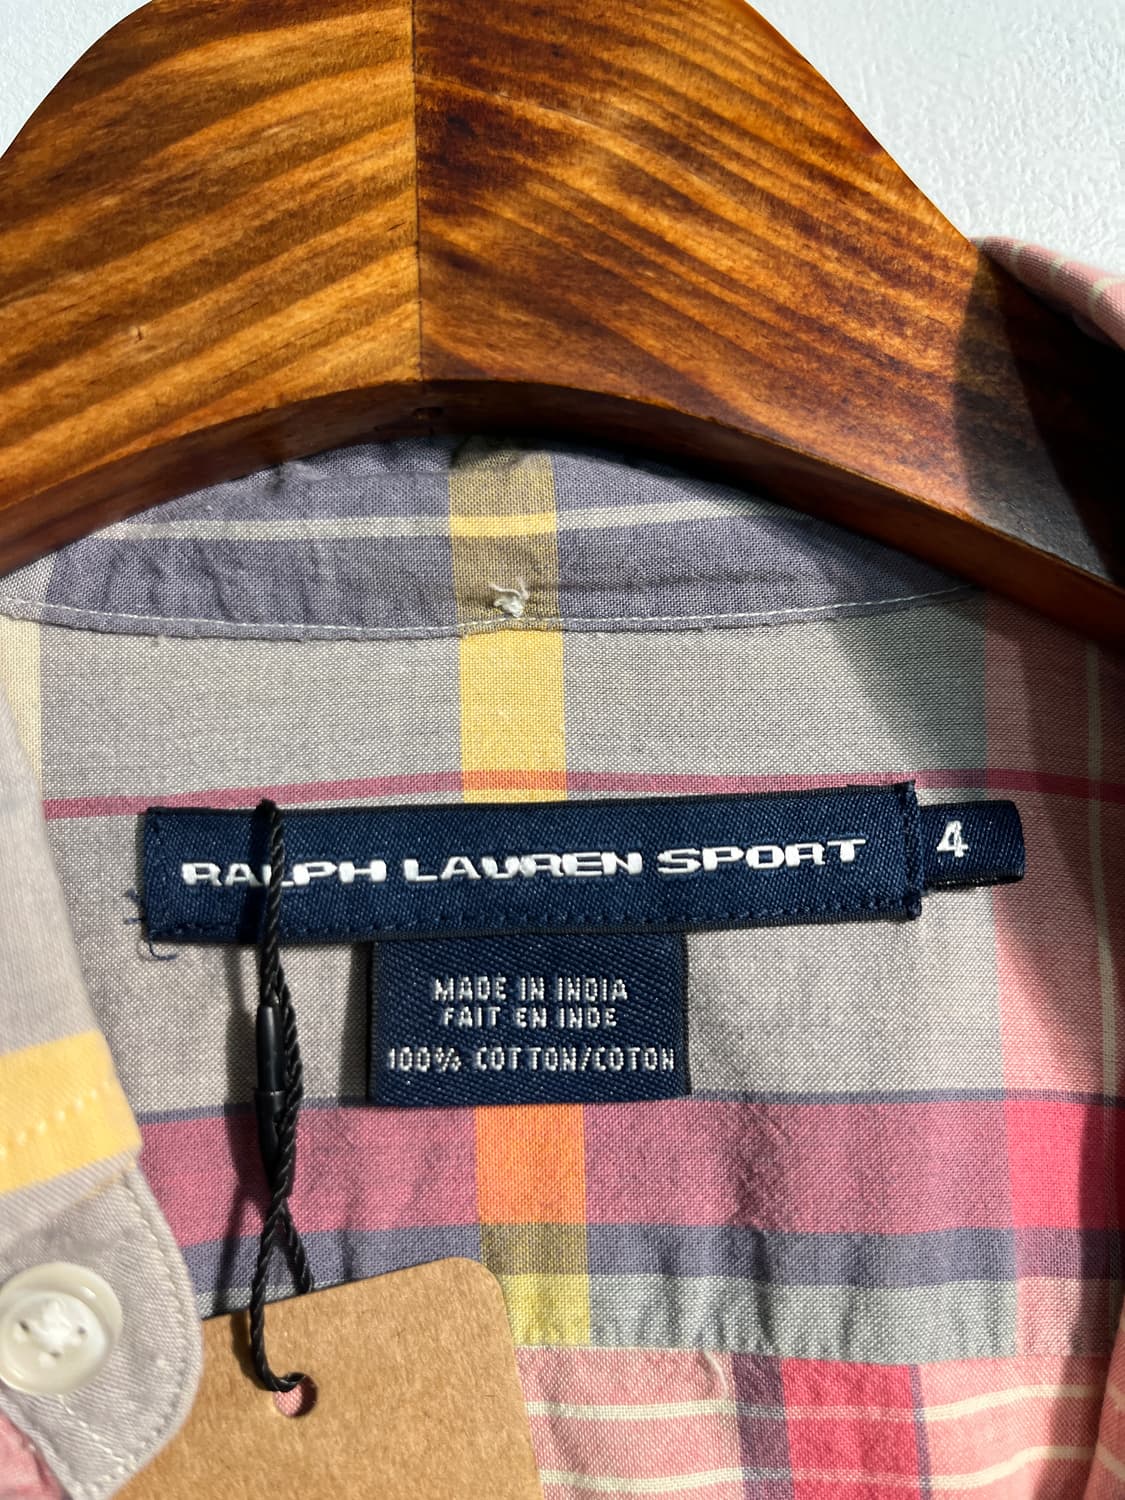 RALPH LAUREN SPORT
4
MADE IN INDIA
FAIT EN INDE
100% COTTON/COTON